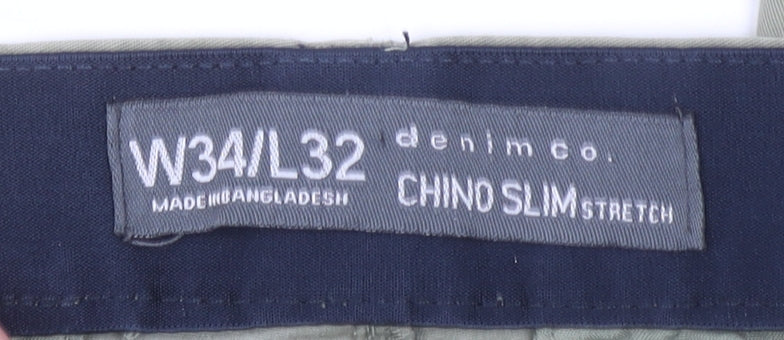 W34/L32
MADE IN BANGLADESH
denim co.
CHINO SLIM STRETCH